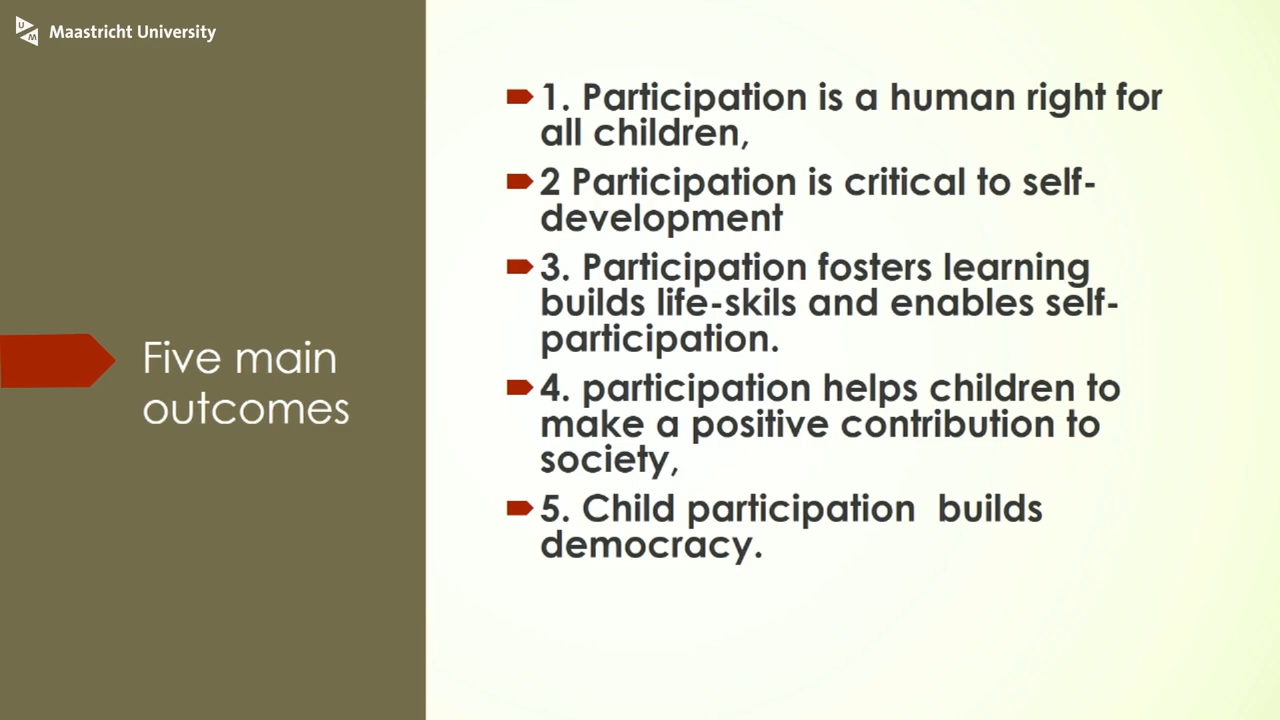 Maastricht University
1. Participation is a human right for
all children,
2 Participation is critical to self-
development
3. Participation fosters learning
builds life-skils and enables self-
participation.
4. participation helps children to
make a positive contribution to
society,
5. Child participation  builds
democracy.
Five main
outcomes